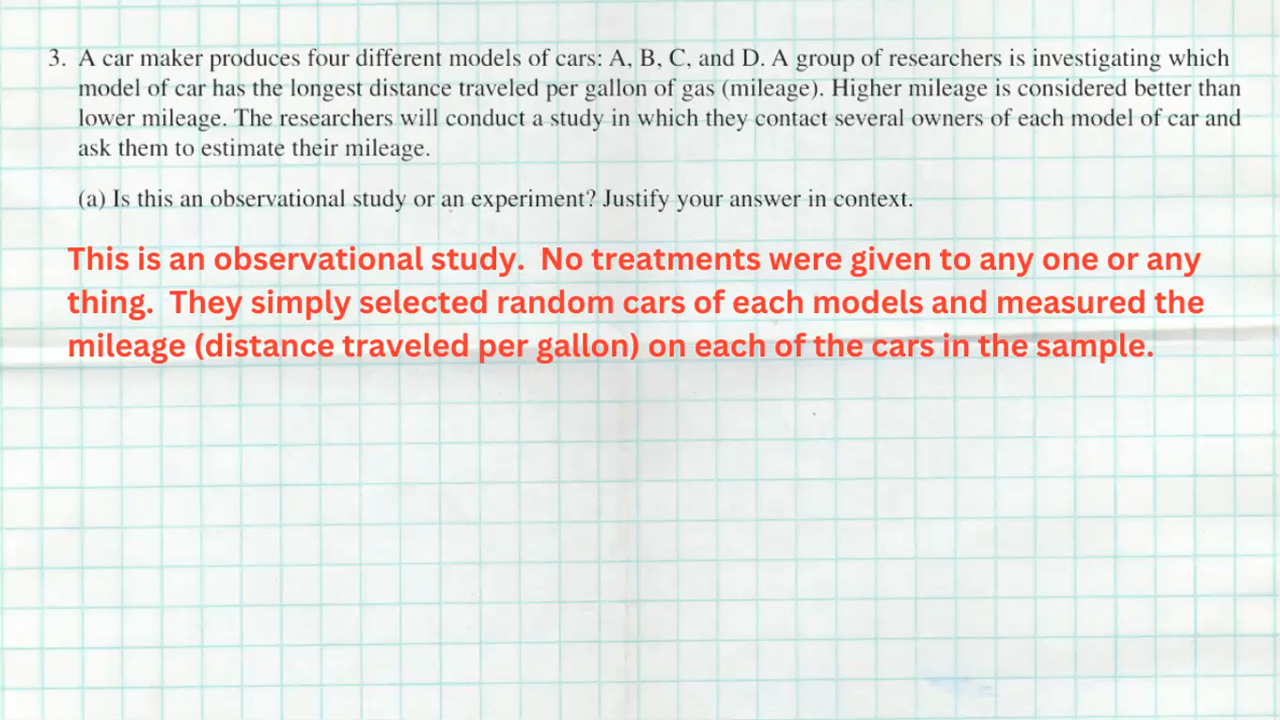 3. A car maker produces four different models of cars: A, B, C, and D. A group of researchers is investigating which
model of car has the longest distance traveled per gallon of gas (mileage). Higher mileage is considered better than
lower mileage. The researchers will conduct a study in which they contact several owners of each model of car and
ask them to estimate their mileage.
(a) Is this an observational study or an experiment? Justify your answer in context.
This is an observational study. No treatments were given to any one or any
thing. They simply selected random cars of each models and measured the
mileage (distance traveled per gallon) on each of the cars in the sample.